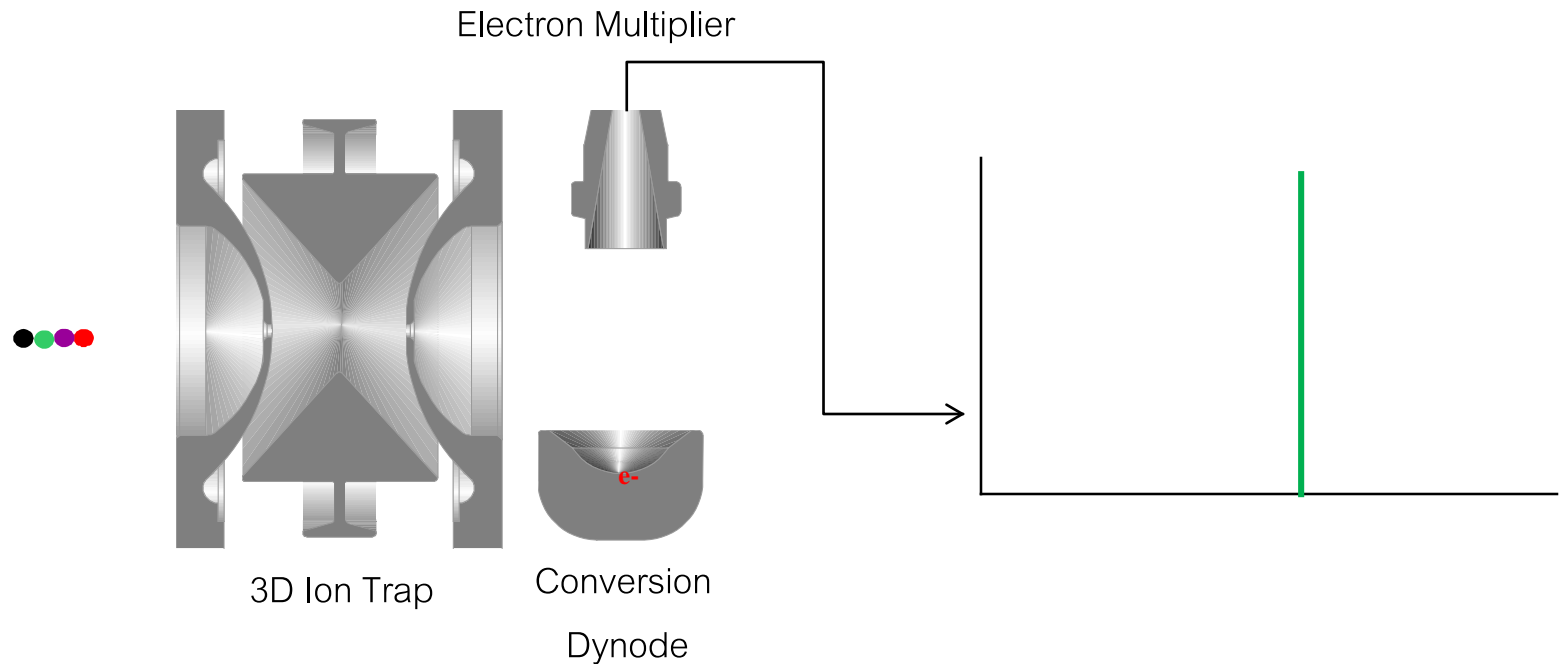 Electron Multiplier
e-
3D Ion Trap
Conversion
Dynode